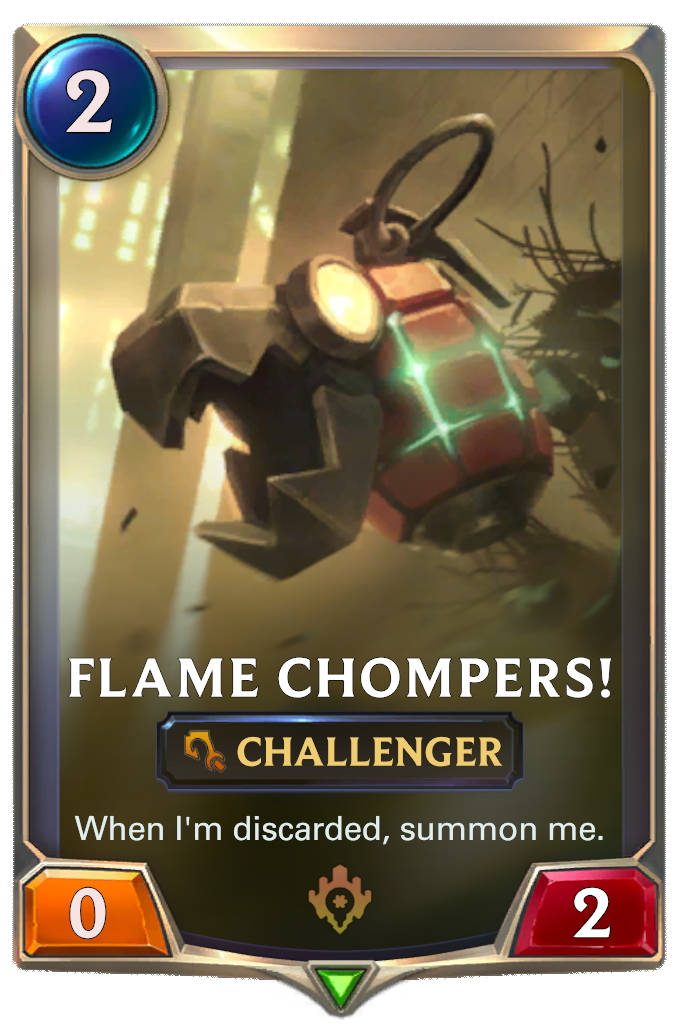 2
FLAME CHOMPERS!
CHALLENGER
When I'm discarded, summon me.
0
2